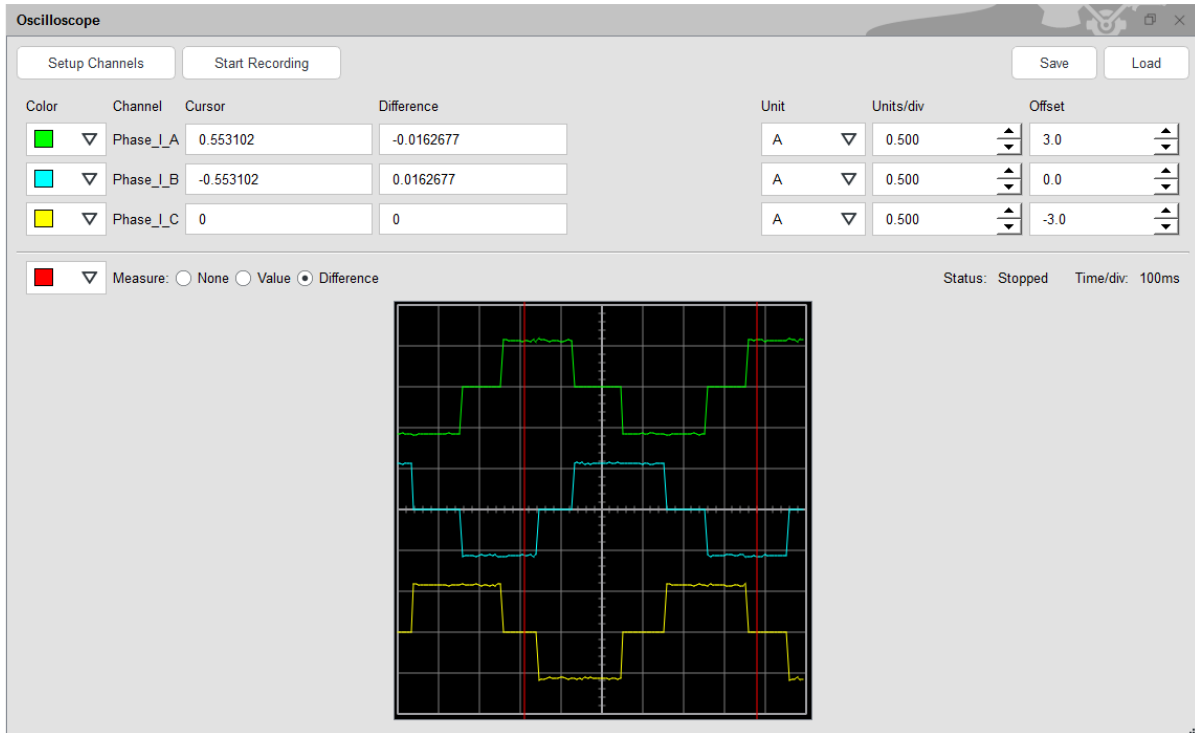 Oscilloscope
Setup Channels Start Recording Save Load
Color Channel Cursor Difference Unit Units/div Offset
Phase_I_A 0.553102 -0.0162677 A 0.500 3.0
Phase_I_B -0.553102 0.0162677 A 0.500 0.0
Phase_I_C 0 0 A 0.500 -3.0
Measure: None Value Difference Status: Stopped Time/div: 100ms